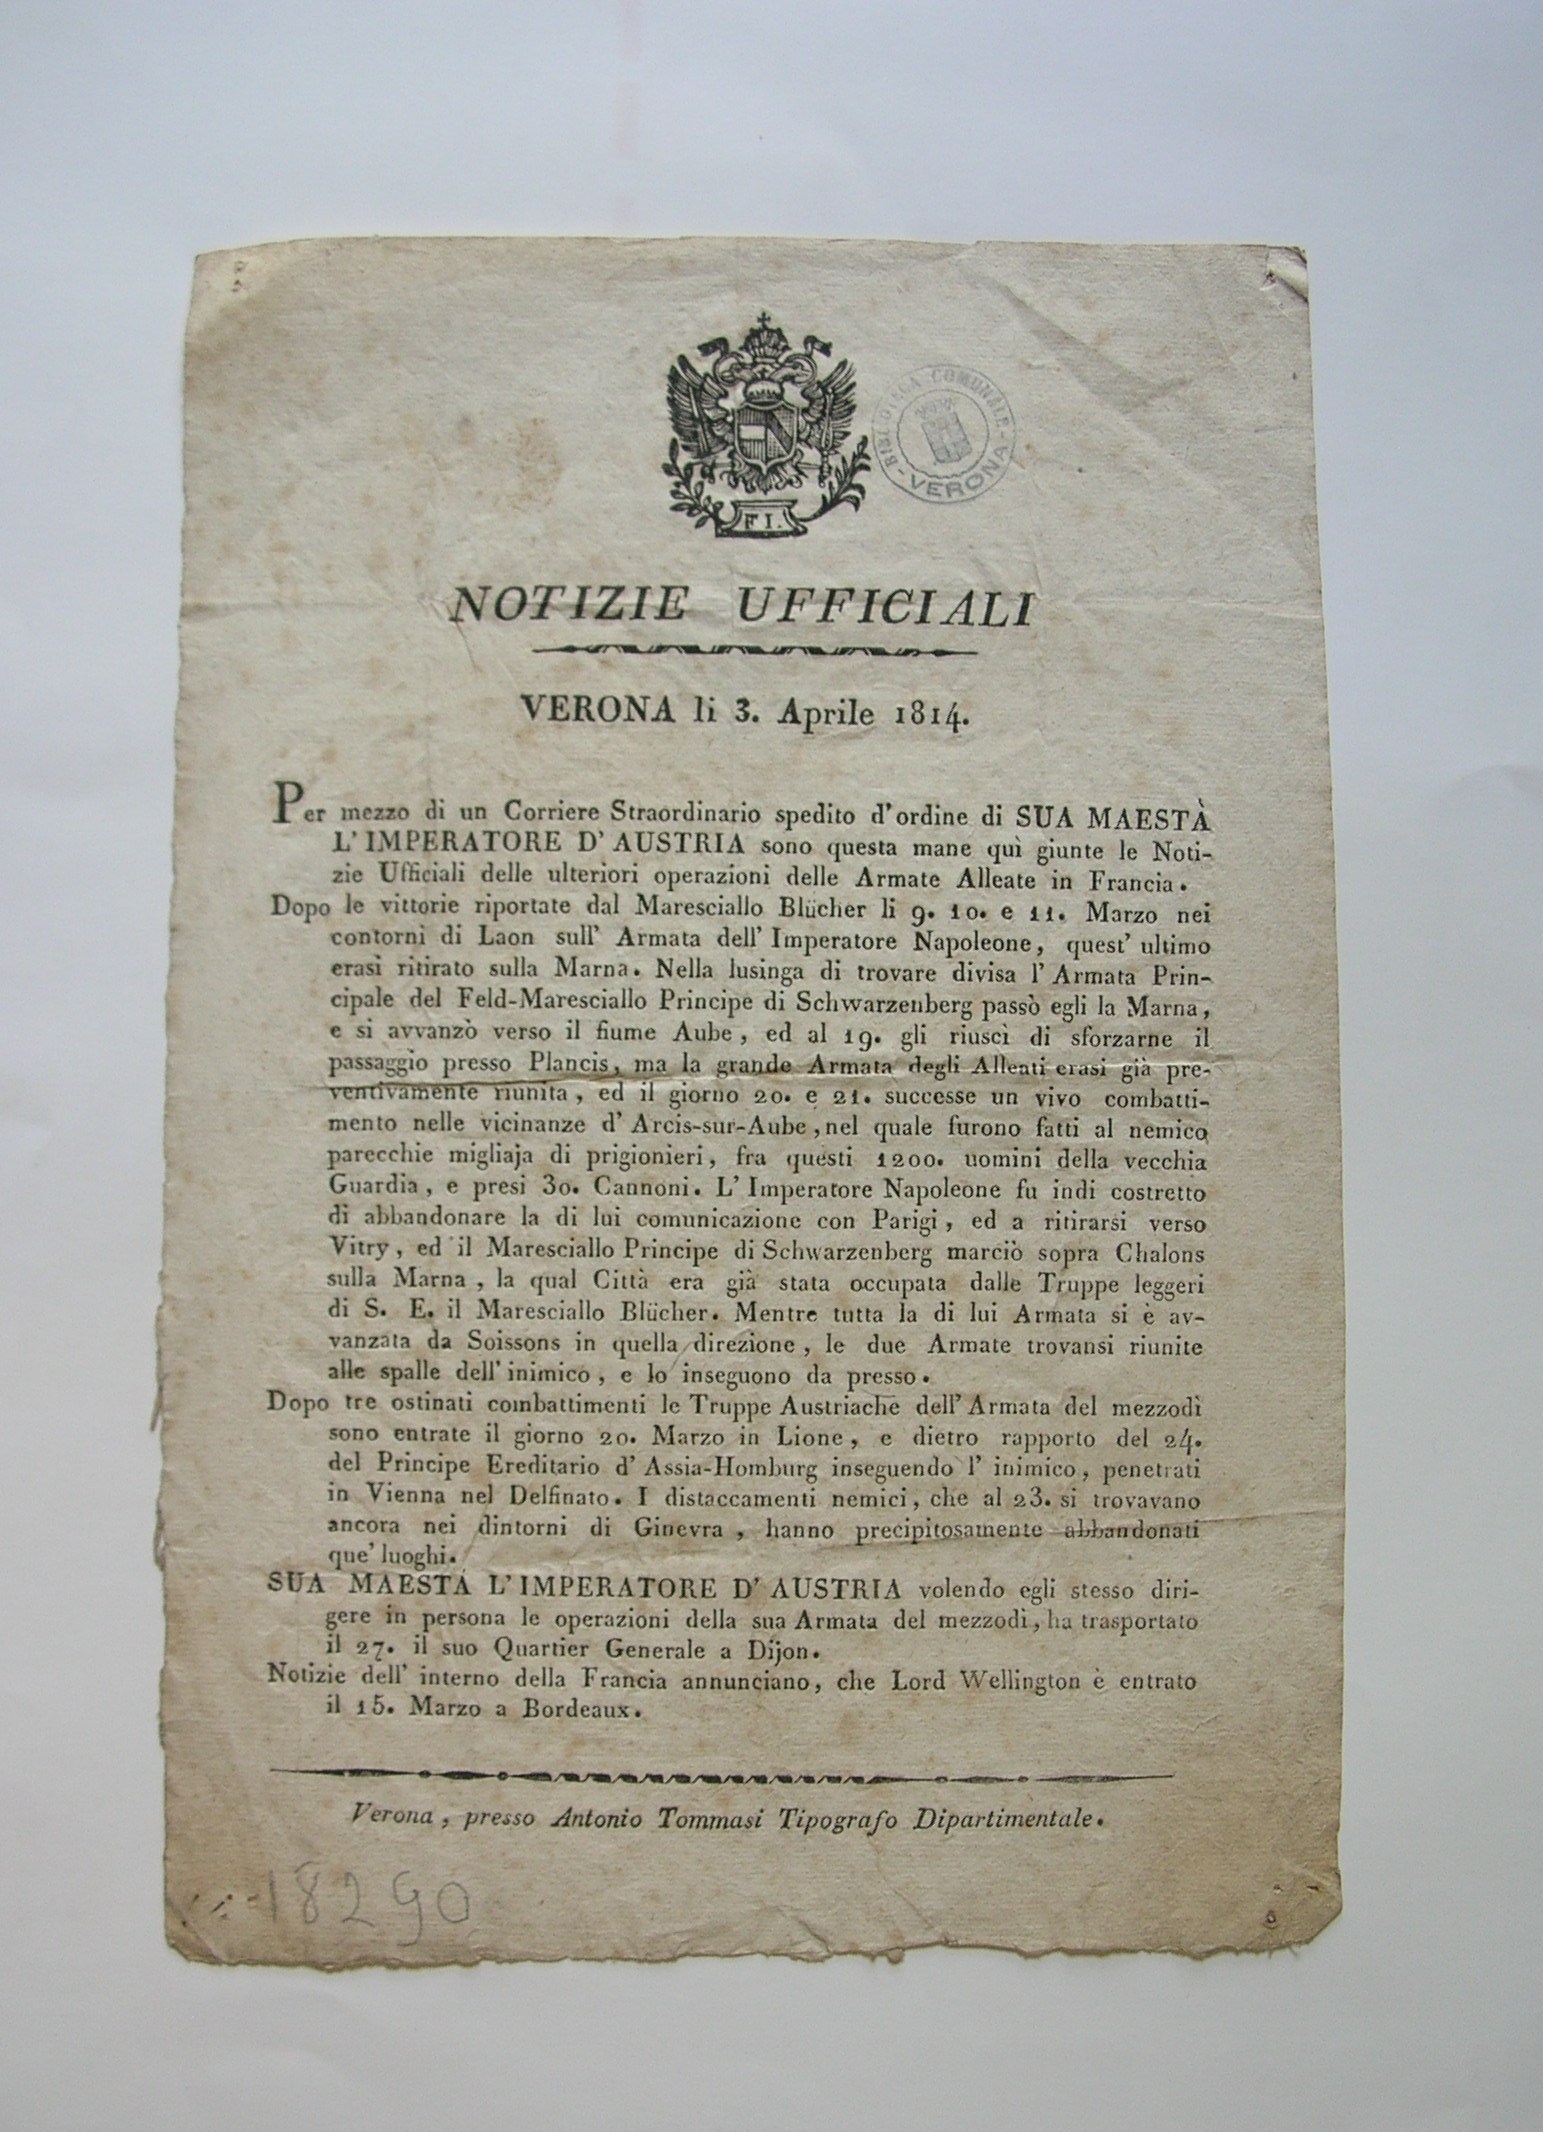 F I.
BIBLIOTECA COMUNALE
- VERONA -
NOTIZIE UFFICIALI
VERONA li 3. Aprile 1814.
Per mezzo di un Corriere Straordinario spedito d'ordine di SUA MAESTÀ
L'IMPERATORE D'AUSTRIA sono questa mane quì giunte le Noti-
zie Ufficiali delle ulteriori operazioni delle Armate Alleate in Francia.
Dopo le vittorie riportate dal Maresciallo Blücher li 9. 10. e 11. Marzo nei
contorni di Laon sull' Armata dell' Imperatore Napoleone, quest' ultimo
erasi ritirato sulla Marna. Nella lusinga di trovare divisa l' Armata Prin-
cipale del Feld-Maresciallo Principe di Schwarzenberg passò egli la Marna,
e si avvanzò verso il fiume Aube, ed al 19. gli riuscì di sforzarne il
passaggio presso Plancis, ma la grande Armata degli Alleati erasi già pre-
ventivamente riunita, ed il giorno 20. e 21. successe un vivo combatti-
mento nelle vicinanze d' Arcis-sur-Aube, nel quale furono fatti al nemico
parecchie migliaja di prigionieri, fra questi 1200. uomini della vecchia
Guardia, e presi 30. Cannoni. L' Imperatore Napoleone fu indi costretto
di abbandonare la di lui comunicazione con Parigi, ed a ritirarsi verso
Vitry, ed il Maresciallo Principe di Schwarzenberg marciò sopra Chalons
sulla Marna, la qual Città era già stata occupata dalle Truppe leggeri
di S. E. il Maresciallo Blücher. Mentre tutta la di lui Armata si è av-
vanzata da Soissons in quella direzione, le due Armate trovansi riunite
alle spalle dell' inimico, e lo inseguono da presso.
Dopo tre ostinati combattimenti le Truppe Austriache dell' Armata del mezzodì
sono entrate il giorno 20. Marzo in Lione, e dietro rapporto del 24.
del Principe Ereditario d' Assia-Homburg inseguendo l' inimico, penetrati
in Vienna nel Delfinato. I distaccamenti nemici, che al 23. si trovavano
ancora nei dintorni di Ginevra, hanno precipitosamente abbandonati
que' luoghi.
SUA MAESTÀ L'IMPERATORE D'AUSTRIA volendo egli stesso diri-
gere in persona le operazioni della sua Armata del mezzodì, ha trasportato
il 27. il suo Quartier Generale a Dijon.
Notizie dell' interno della Francia annunciano, che Lord Wellington è entrato
il 15. Marzo a Bordeaux.
Verona, presso Antonio Tommasi Tipografo Dipartimentale.
18290